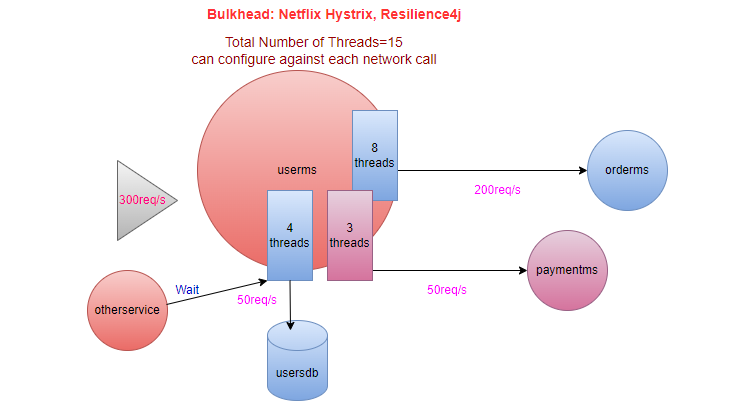 Bulkhead: Netflix Hystrix, Resilience4j
Total Number of Threads=15
can configure against each network call
8
threads
userms
orderms
200req/s
300req/s
4
threads
3
threads
paymentms
Wait
50req/s
50req/s
otherservice
usersdb